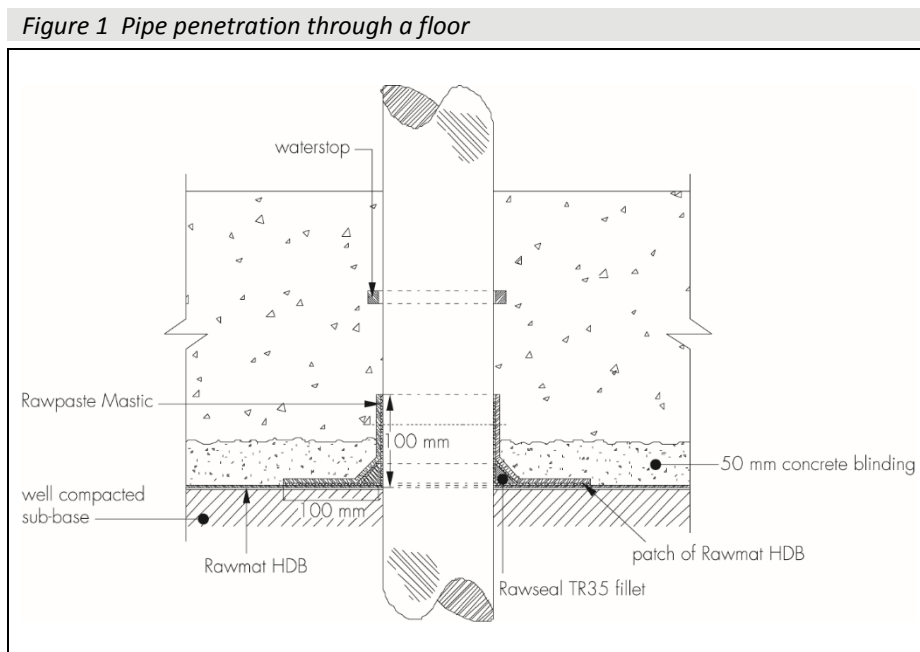 Figure 1 Pipe penetration through a floor
waterstop
Rawpaste Mastic
100 mm
50 mm concrete blinding
well compacted
sub-base
100 mm
Rawmat HDB
patch of Rawmat HDB
Rawseal TR35 fillet